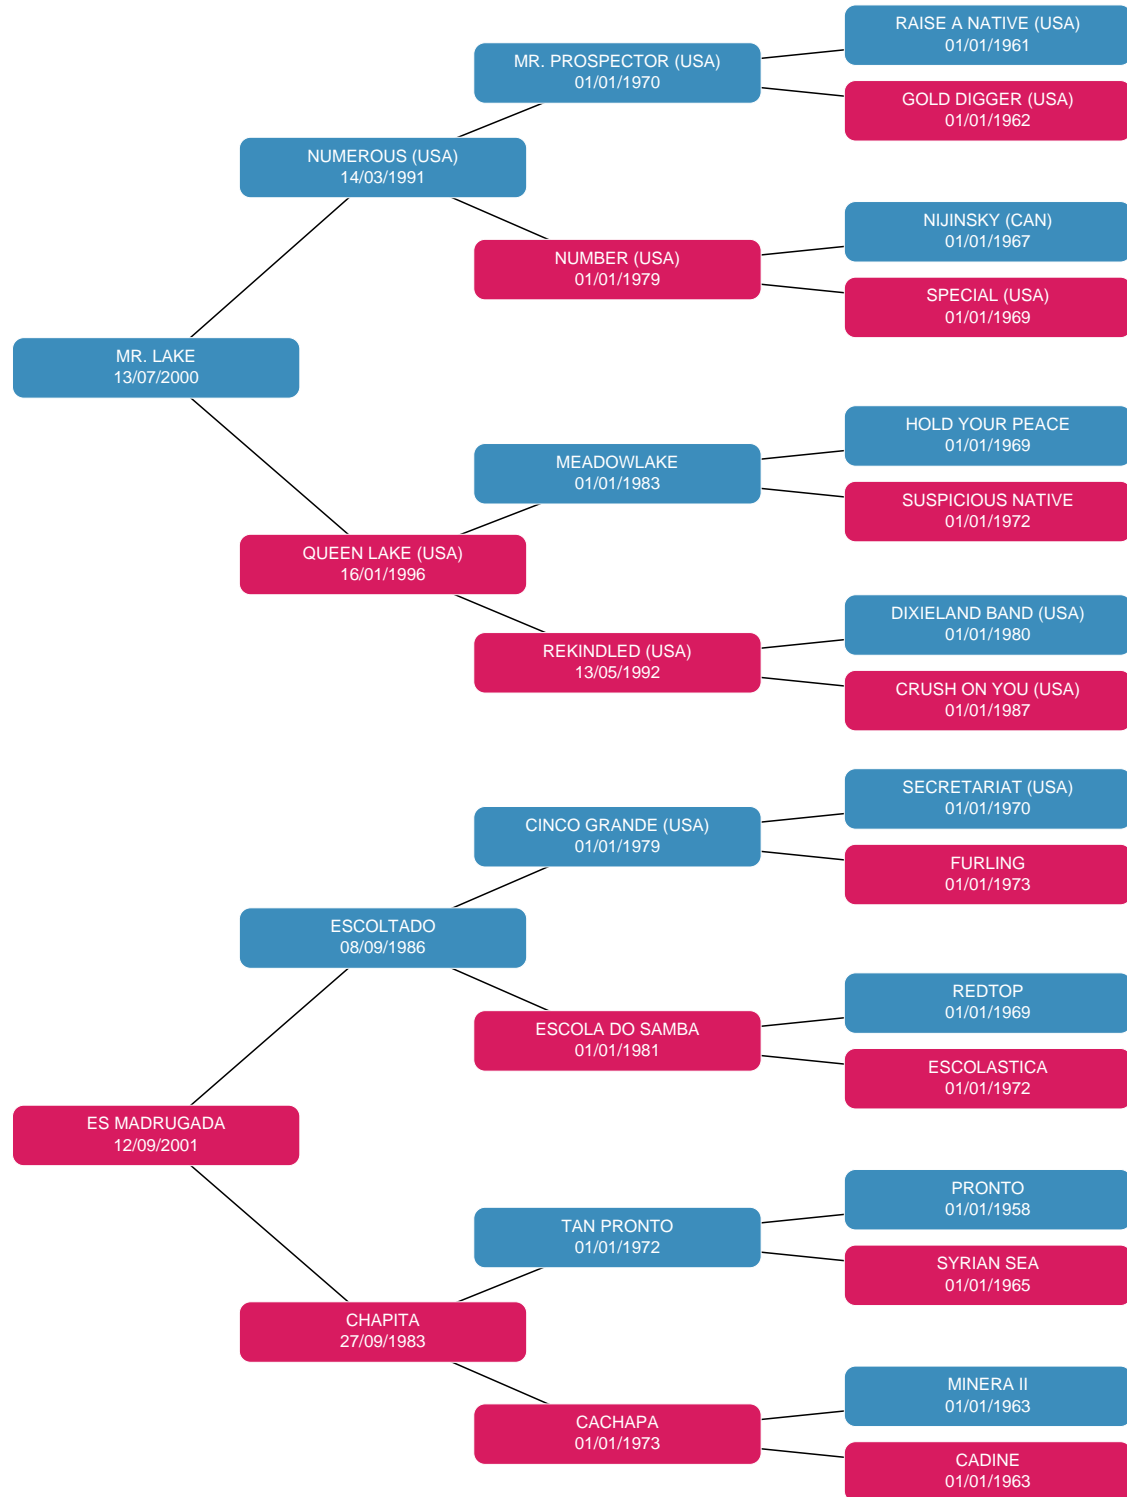 RAISE A NATIVE (USA)
01/01/1961
MR. PROSPECTOR (USA)
01/01/1970
GOLD DIGGER (USA)
01/01/1962
NUMEROUS (USA)
14/03/1991
NIJINSKY (CAN)
01/01/1967
NUMBER (USA)
01/01/1979
SPECIAL (USA)
01/01/1969
MR. LAKE
13/07/2000
HOLD YOUR PEACE
01/01/1969
MEADOWLAKE
01/01/1983
SUSPICIOUS NATIVE
01/01/1972
QUEEN LAKE (USA)
16/01/1996
DIXIELAND BAND (USA)
01/01/1980
REKINDLED (USA)
13/05/1992
CRUSH ON YOU (USA)
01/01/1987
SECRETARIAT (USA)
01/01/1970
CINCO GRANDE (USA)
01/01/1979
FURLING
01/01/1973
ESCOLTADO
08/09/1986
REDTOP
01/01/1969
ESCOLA DO SAMBA
01/01/1981
ESCOLASTICA
01/01/1972
ES MADRUGADA
12/09/2001
PRONTO
01/01/1958
TAN PRONTO
01/01/1972
SYRIAN SEA
01/01/1965
CHAPITA
27/09/1983
MINERA II
01/01/1963
CACHAPA
01/01/1973
CADINE
01/01/1963